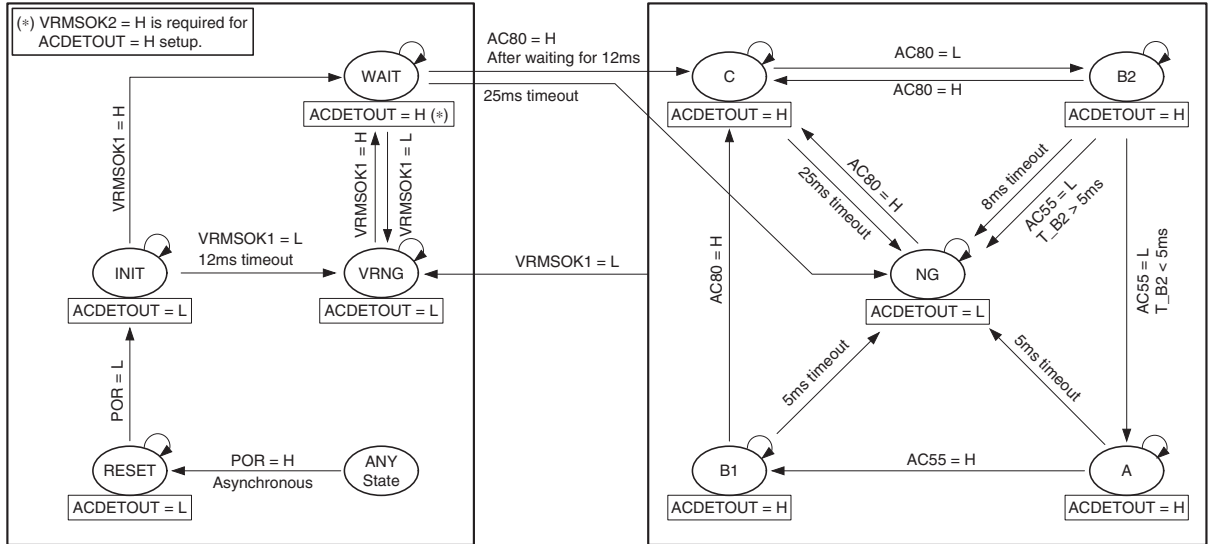 (*) VRMSOK2 = H is required for
ACDETOUT = H setup.
WAIT
ACDETOUT = H (*)
AC80 = H
After waiting for 12ms
25ms timeout
VRMSOK1 = H
VRMSOK1 = H
VRMSOK1 = L
INIT
ACDETOUT = L
VRMSOK1 = L
12ms timeout
VRNG
ACDETOUT = L
POR = L
RESET
ACDETOUT = L
POR = H
Asynchronous
ANY
State
VRMSOK1 = L
C
ACDETOUT = H
AC80 = L
AC80 = H
B2
ACDETOUT = H
AC80 = H
25ms timeout
8ms timeout
AC55 = L
T_B2 > 5ms
AC80 = H
NG
ACDETOUT = L
AC55 = L
T_B2 < 5ms
5ms timeout
5ms timeout
B1
ACDETOUT = H
AC55 = H
A
ACDETOUT = H